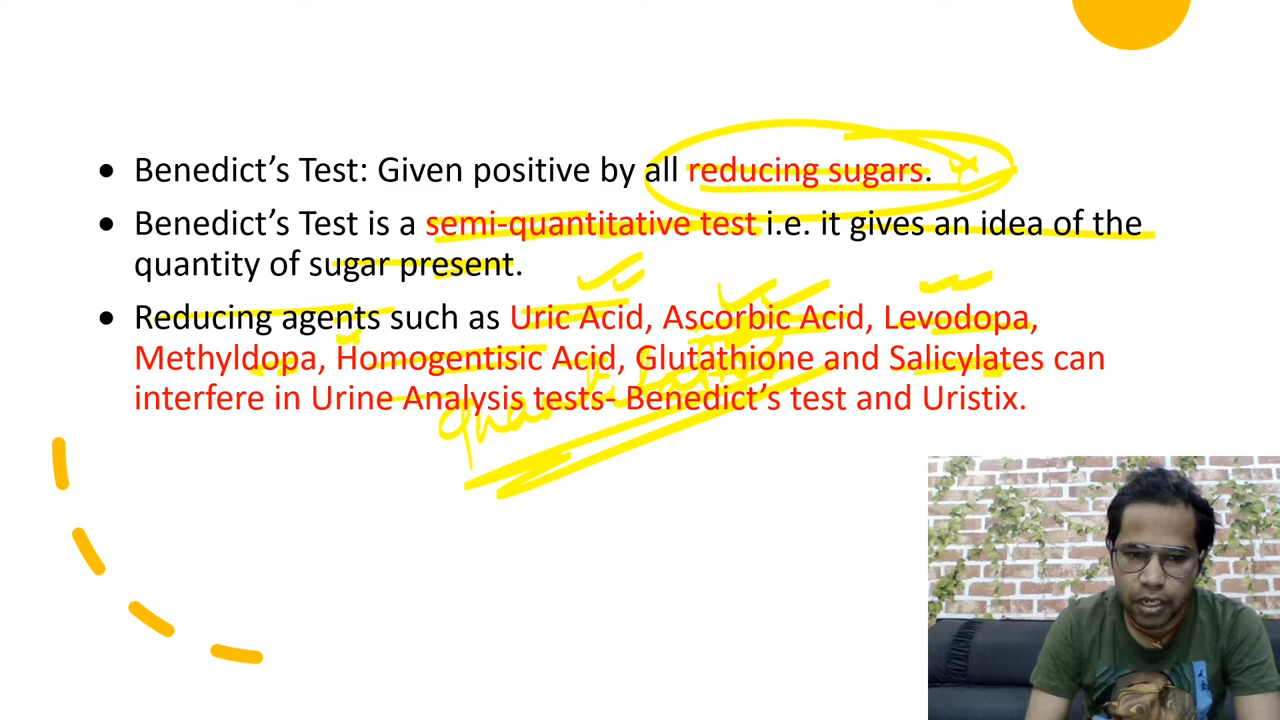 • Benedict's Test: Given positive by all reducing sugars.
• Benedict's Test is a semi-quantitative test i.e. it gives an idea of the
quantity of sugar present.
• Reducing agents such as Uric Acid, Ascorbic Acid, Levodopa,
Methyldopa, Homogentisic Acid, Glutathione and Salicylates can
interfere in Urine Analysis tests- Benedict's test and Uristix.